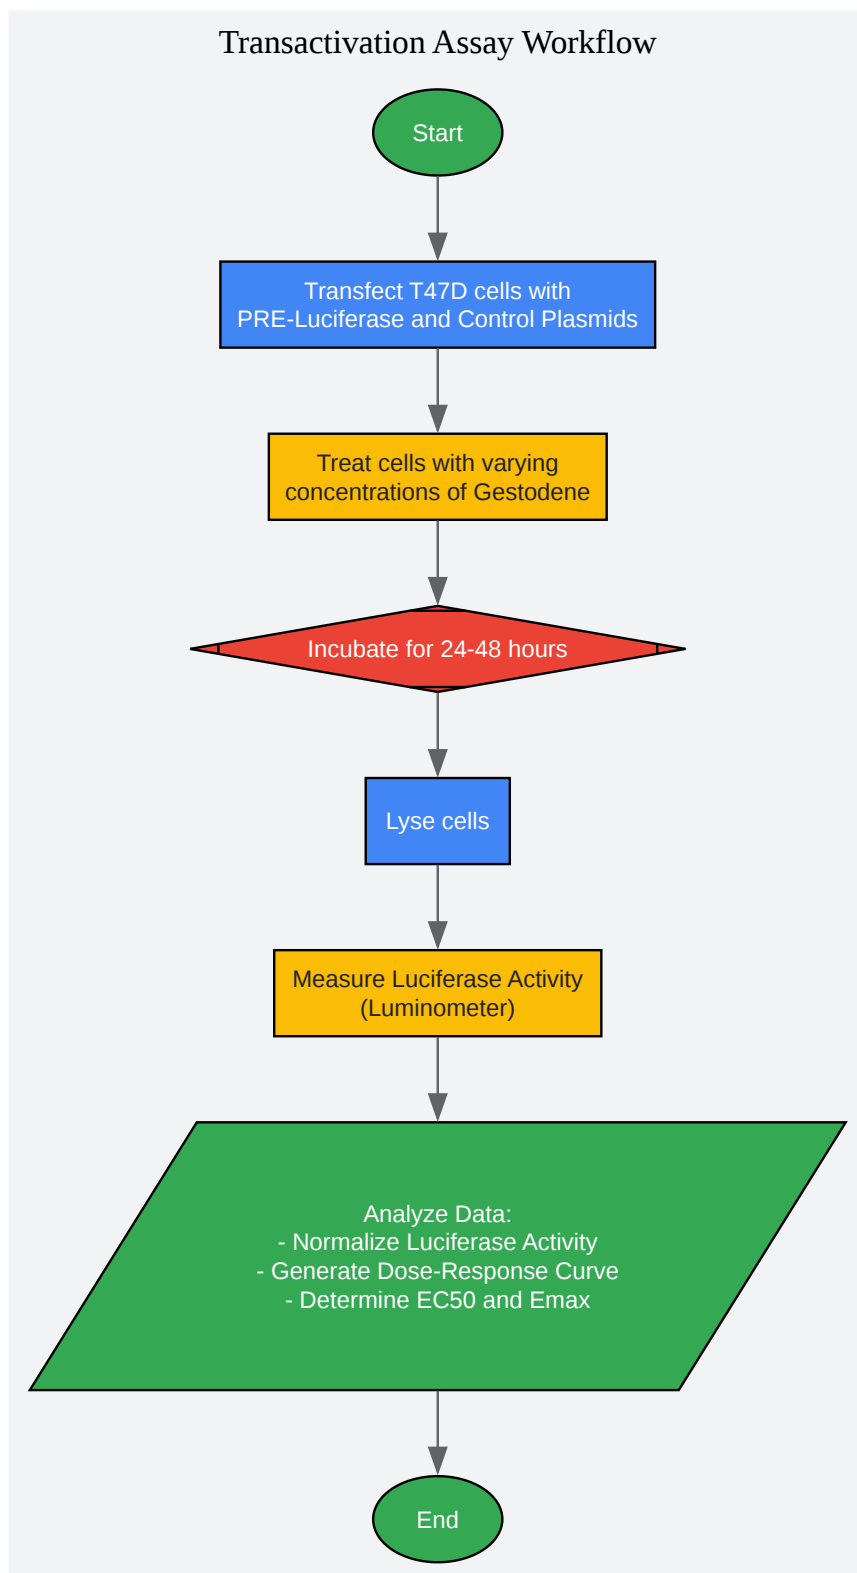 Transactivation Assay Workflow
Start
Transfect T47D cells with
PRE-Luciferase and Control Plasmids
Treat cells with varying
concentrations of Gestodene
Incubate for 24-48 hours
Lyse cells
Measure Luciferase Activity
(Luminometer)
Analyze Data:
- Normalize Luciferase Activity
- Generate Dose-Response Curve
- Determine EC50 and Emax
End